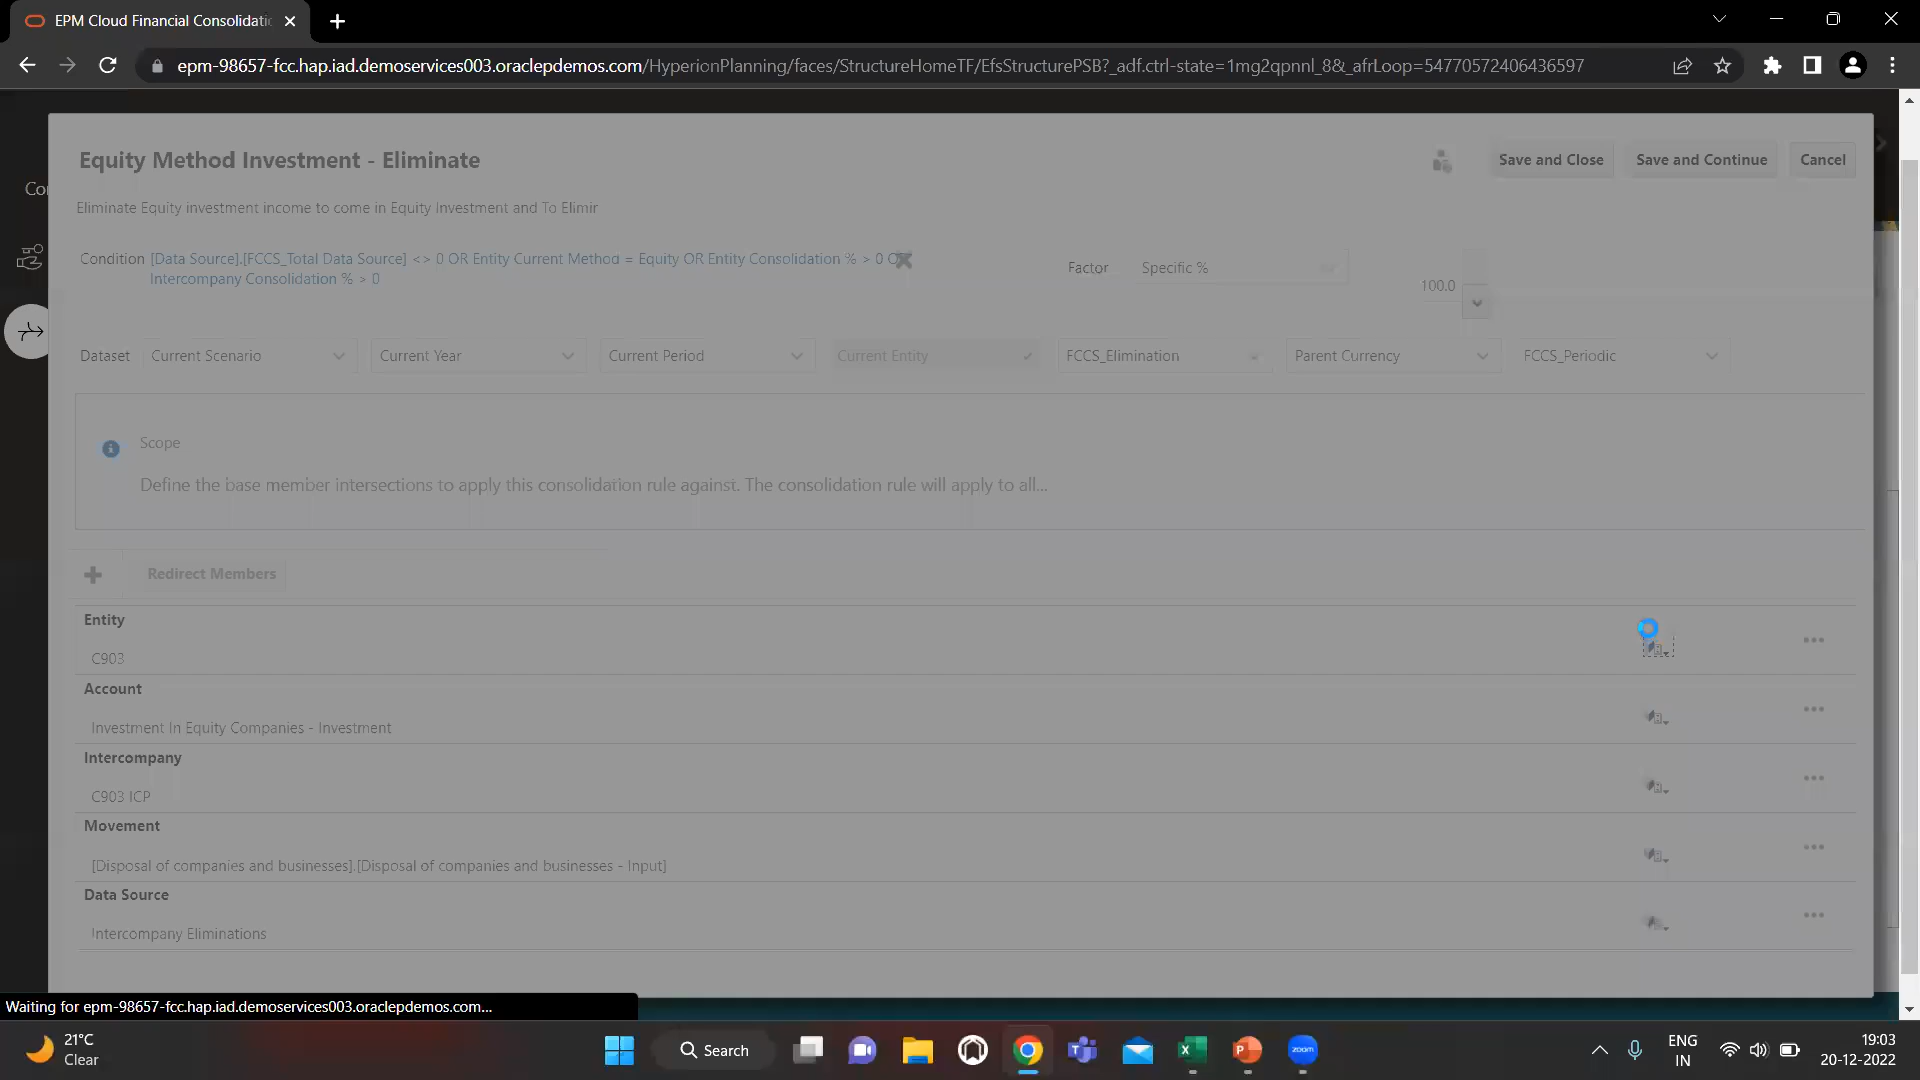 EPM Cloud Financial Consolidatio
epm-98657-fcc.hap.iad.demoservices003.oraclepdemos.com/HyperionPlanning/faces/StructureHomeTF/EfsStructurePSB?_adf.ctrl-state=1mg2qpnnl_8&_afrLoop=54770572406436597
Equity Method Investment - Eliminate
Save and Close
Save and Continue
Cancel
Co
Eliminate Equity investment income to come in Equity Investment and To Elimir
Condition [Data Source].[FCCS_Total Data Source] <> 0 OR Entity Current Method = Equity OR Entity Consolidation % > 0 O
Intercompany Consolidation % > 0
Factor Specific %
100.0
Dataset Current Scenario Current Year Current Period Current Entity FCCS_Elimination Parent Currency FCCS_Periodic
Scope
Define the base member intersections to apply this consolidation rule against. The consolidation rule will apply to all...
Redirect Members
Entity
C903
Account
Investment In Equity Companies - Investment
Intercompany
C903 ICP
Movement
[Disposal of companies and businesses].[Disposal of companies and businesses - Input]
Data Source
Intercompany Eliminations
Waiting for epm-98657-fcc.hap.iad.demoservices003.oraclepdemos.com...
21°C
Clear
Search
zoom
ENG
IN
19:03
20-12-2022